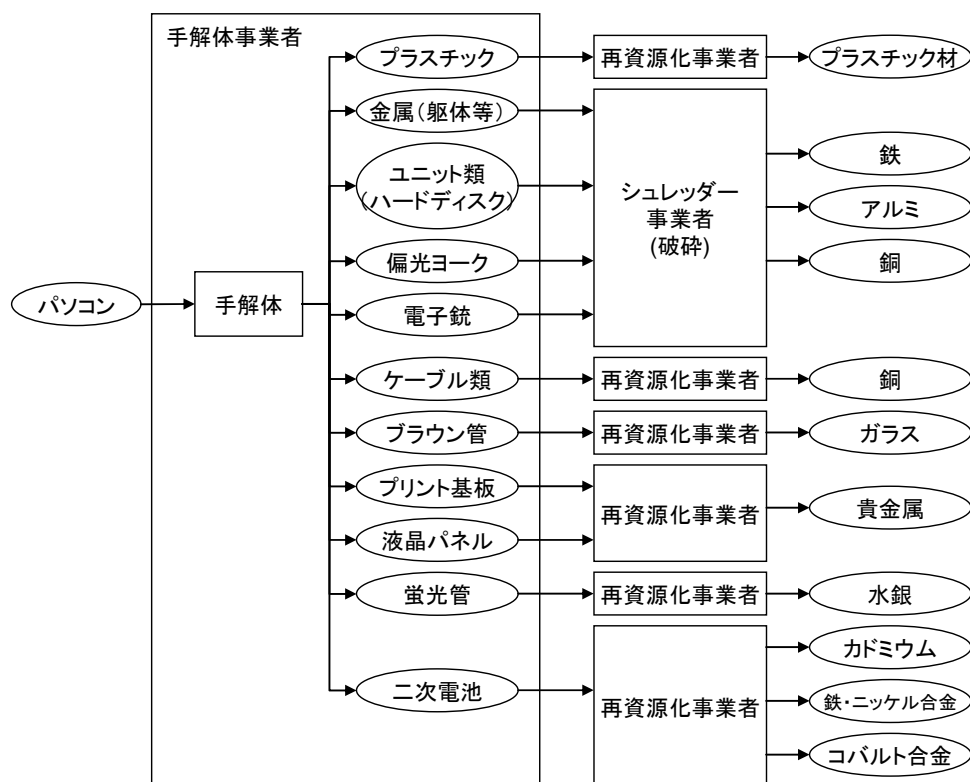 手解体事業者
プラスチック
再資源化事業者
プラスチック材
金属(躯体等)
ユニット類
(ハードディスク)
シュレッダー
事業者
(破砕)
鉄
アルミ
偏光ヨーク
銅
パソコン
手解体
電子銃
ケーブル類
再資源化事業者
銅
ブラウン管
再資源化事業者
ガラス
プリント基板
再資源化事業者
貴金属
液晶パネル
蛍光管
再資源化事業者
水銀
カドミウム
二次電池
再資源化事業者
鉄・ニッケル合金
コバルト合金